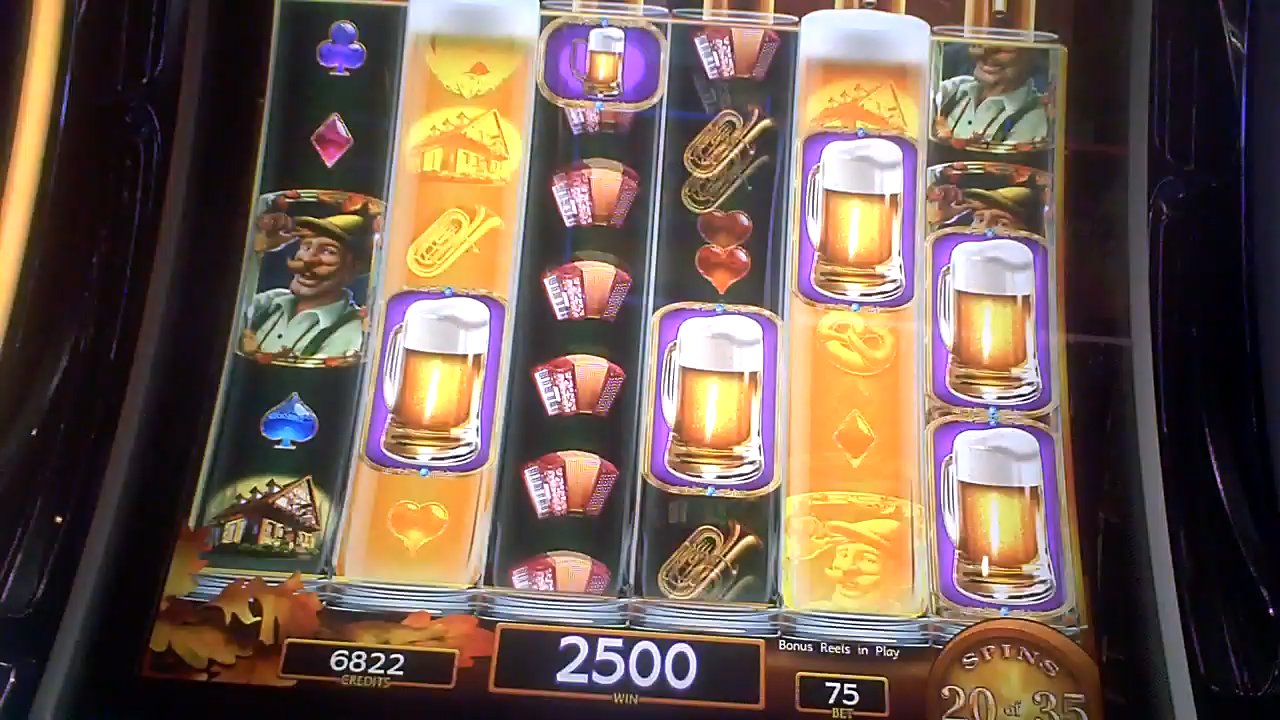 6822
CREDITS
2500
WIN
Bonus Reels in Play
75
BET
SPINS
20 of 35